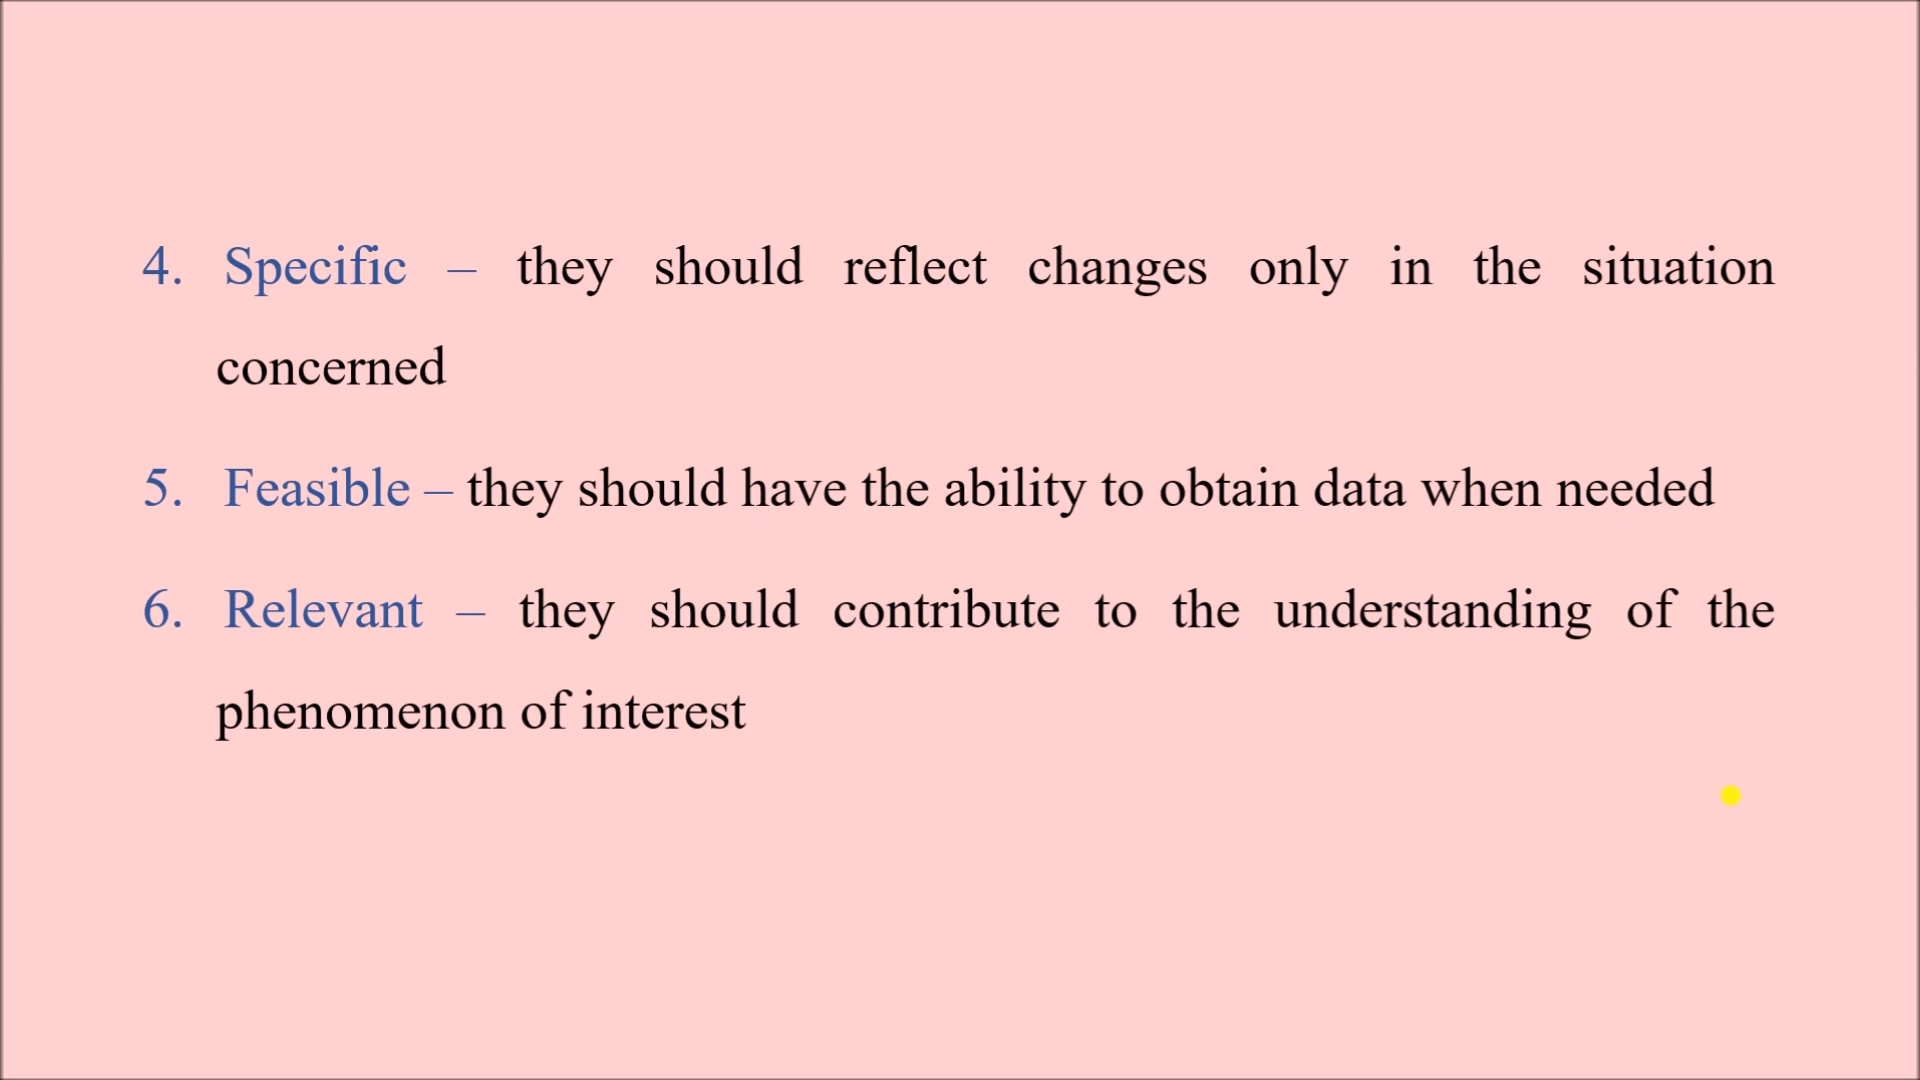 4. Specific – they should reflect changes only in the situation
concerned
5. Feasible – they should have the ability to obtain data when needed
6. Relevant – they should contribute to the understanding of the
phenomenon of interest